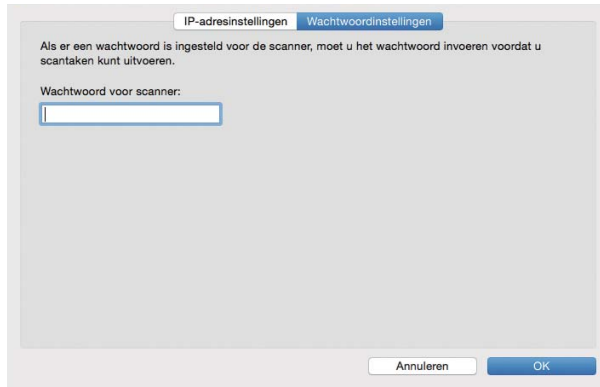 IP-adresinstellingen Wachtwoordinstellingen
Als er een wachtwoord is ingesteld voor de scanner, moet u het wachtwoord invoeren voordat u
scantaken kunt uitvoeren.
Wachtwoord voor scanner:
Annuleren OK